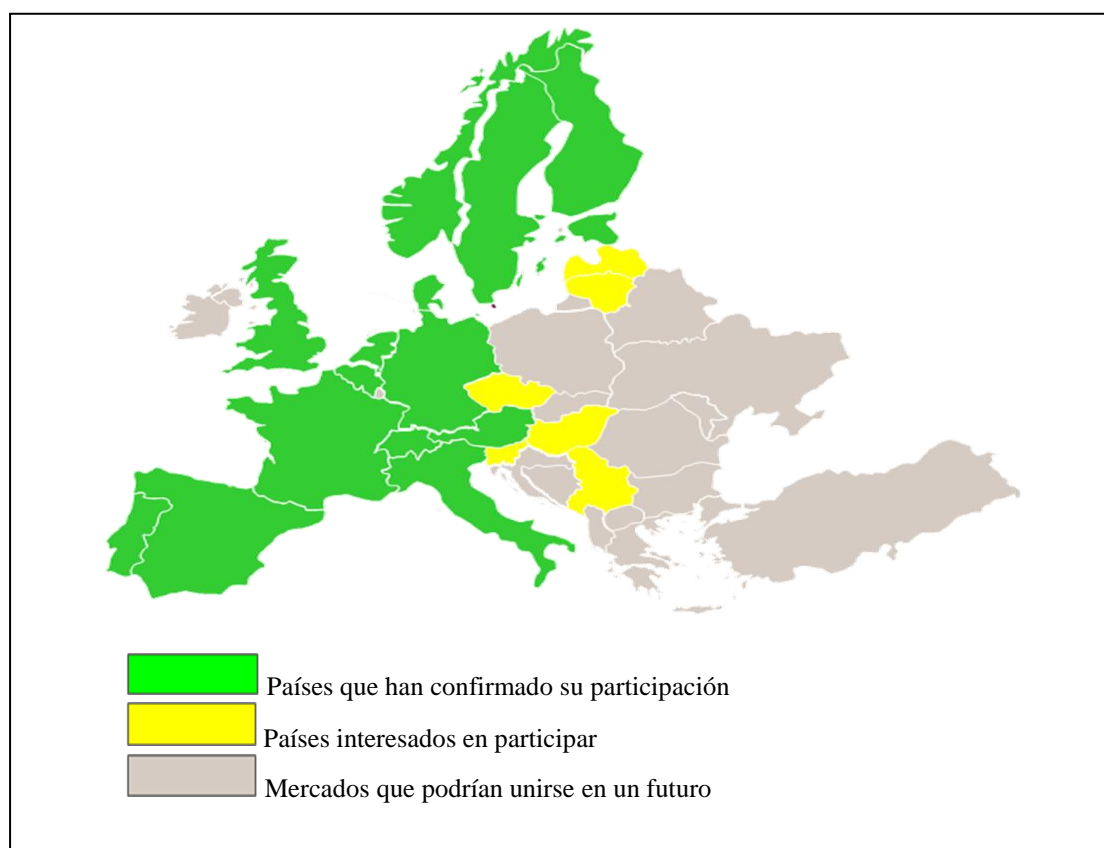 Países que han confirmado su participación
Países interesados en participar
Mercados que podrían unirse en un futuro